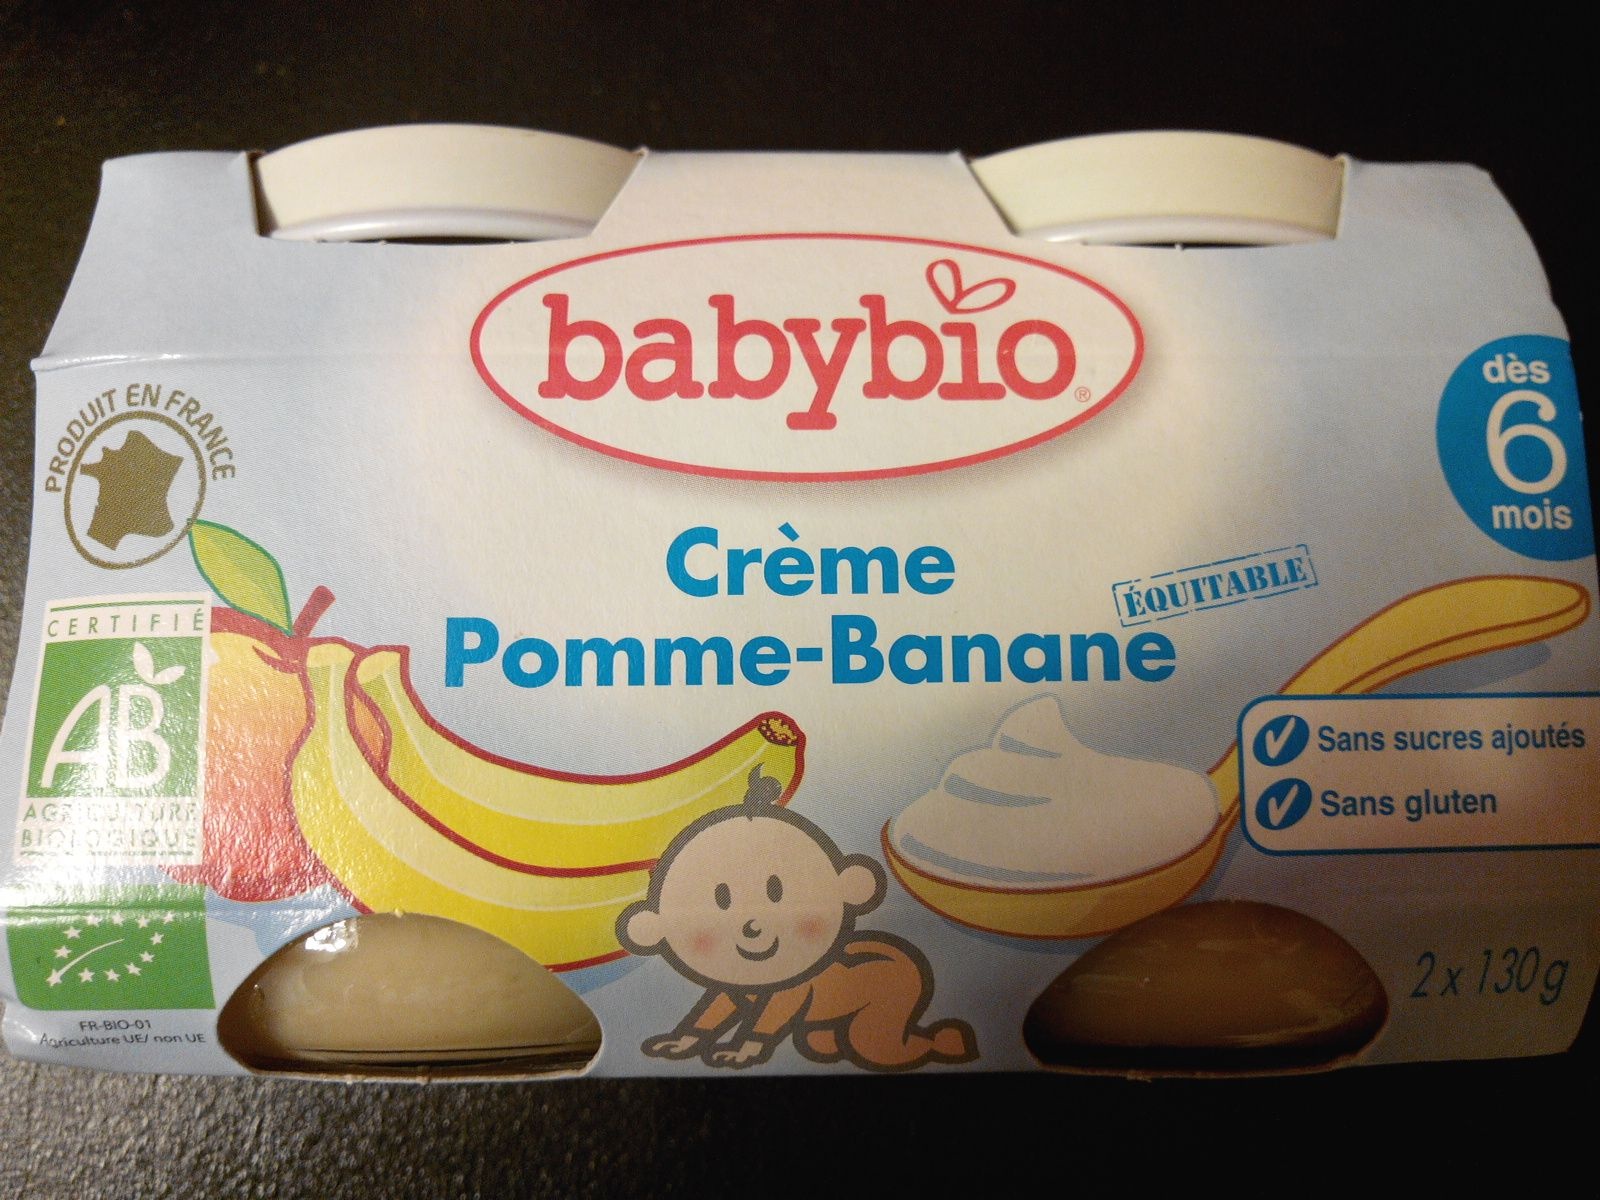 babybio®
PRODUIT EN FRANCE
dès
6
mois
Crème
Pomme-Banane
ÉQUITABLE
CERTIFIÉ
AB
AGRICULTURE
BIOLOGIQUE
Sans sucres ajoutés
Sans gluten
2 x 130 g
FR-BIO-01
Agriculture UE/ non UE